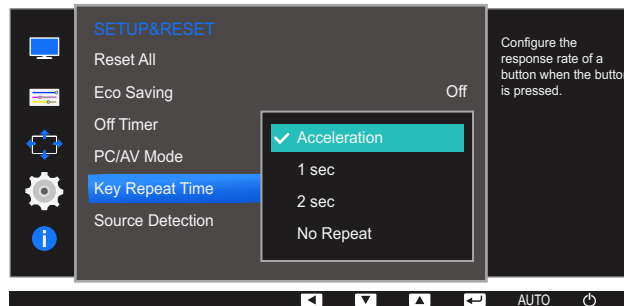 SETUP&RESET
Reset All
Eco Saving Off
Off Timer
PC/AV Mode
Key Repeat Time
Source Detection
Acceleration
1 sec
2 sec
No Repeat
Configure the
response rate of a
button when the button
is pressed.
AUTO